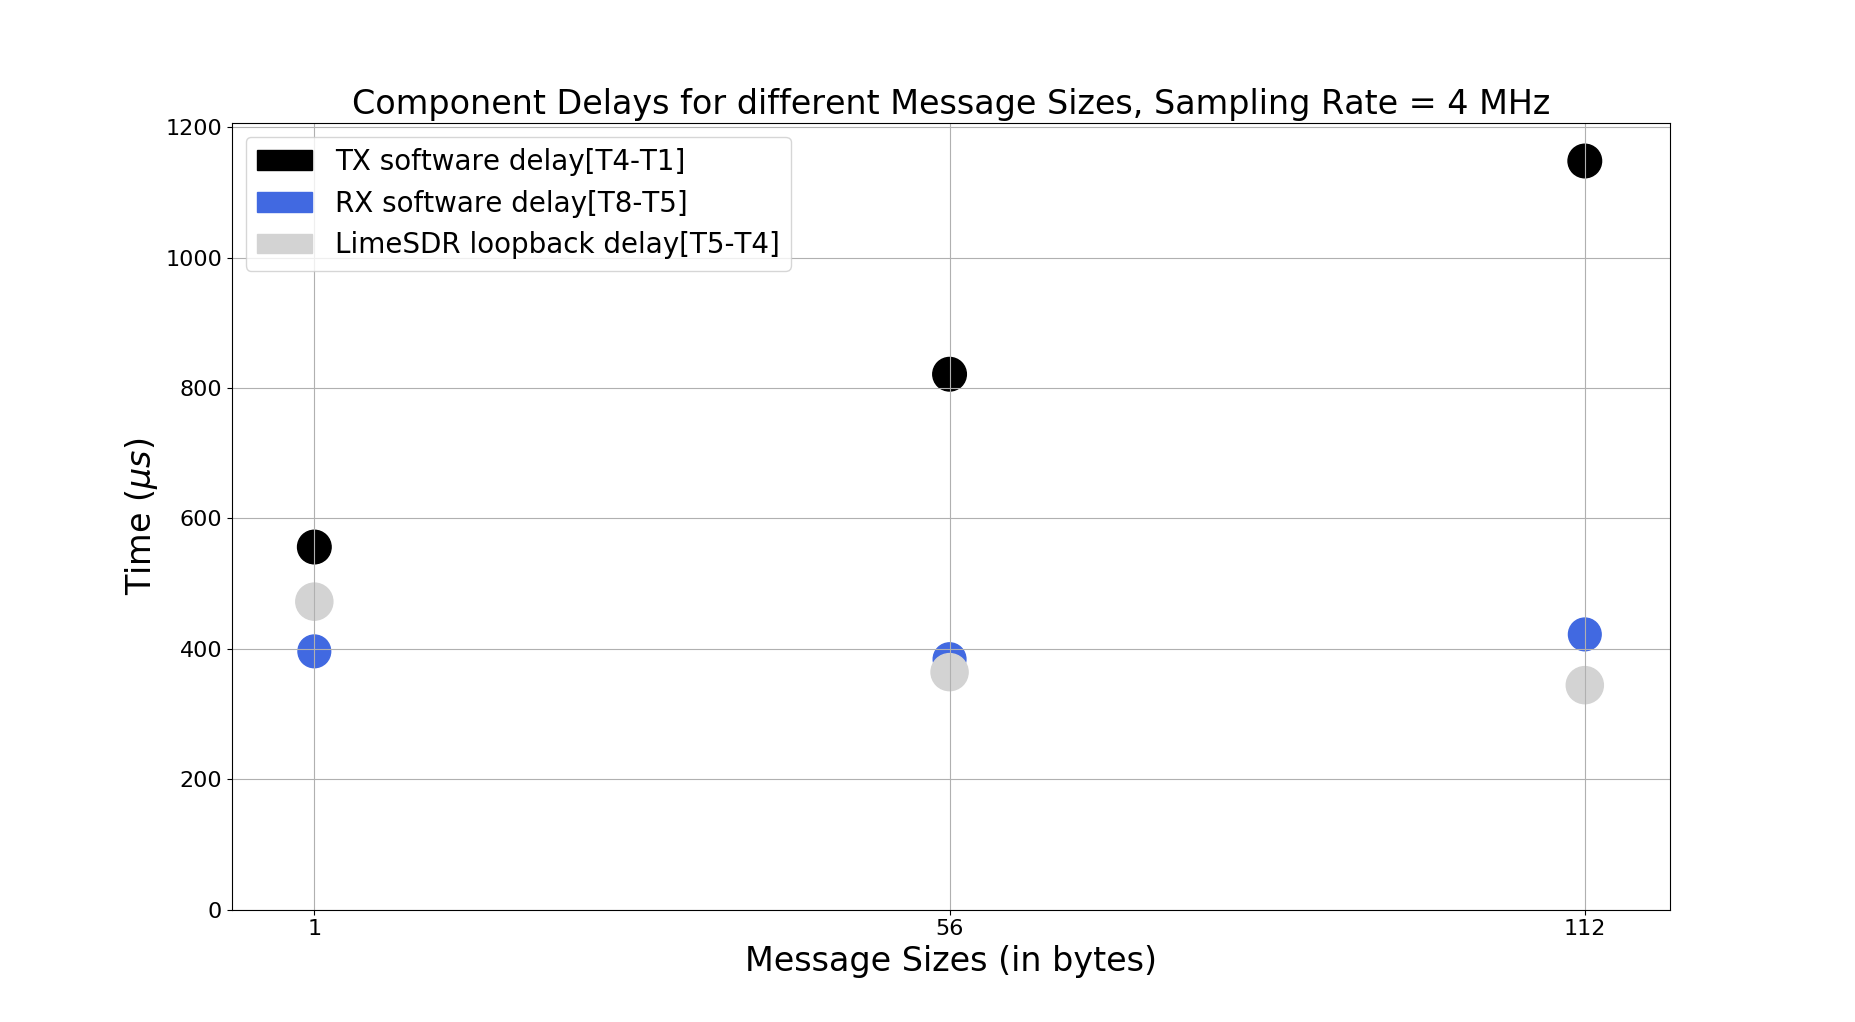 Component Delays for different Message Sizes, Sampling Rate = 4 MHz
TX software delay[T4-T1]
RX software delay[T8-T5]
LimeSDR loopback delay[T5-T4]
1200
1000
800
600
400
200
0
Time (μs)
1 56 112
Message Sizes (in bytes)